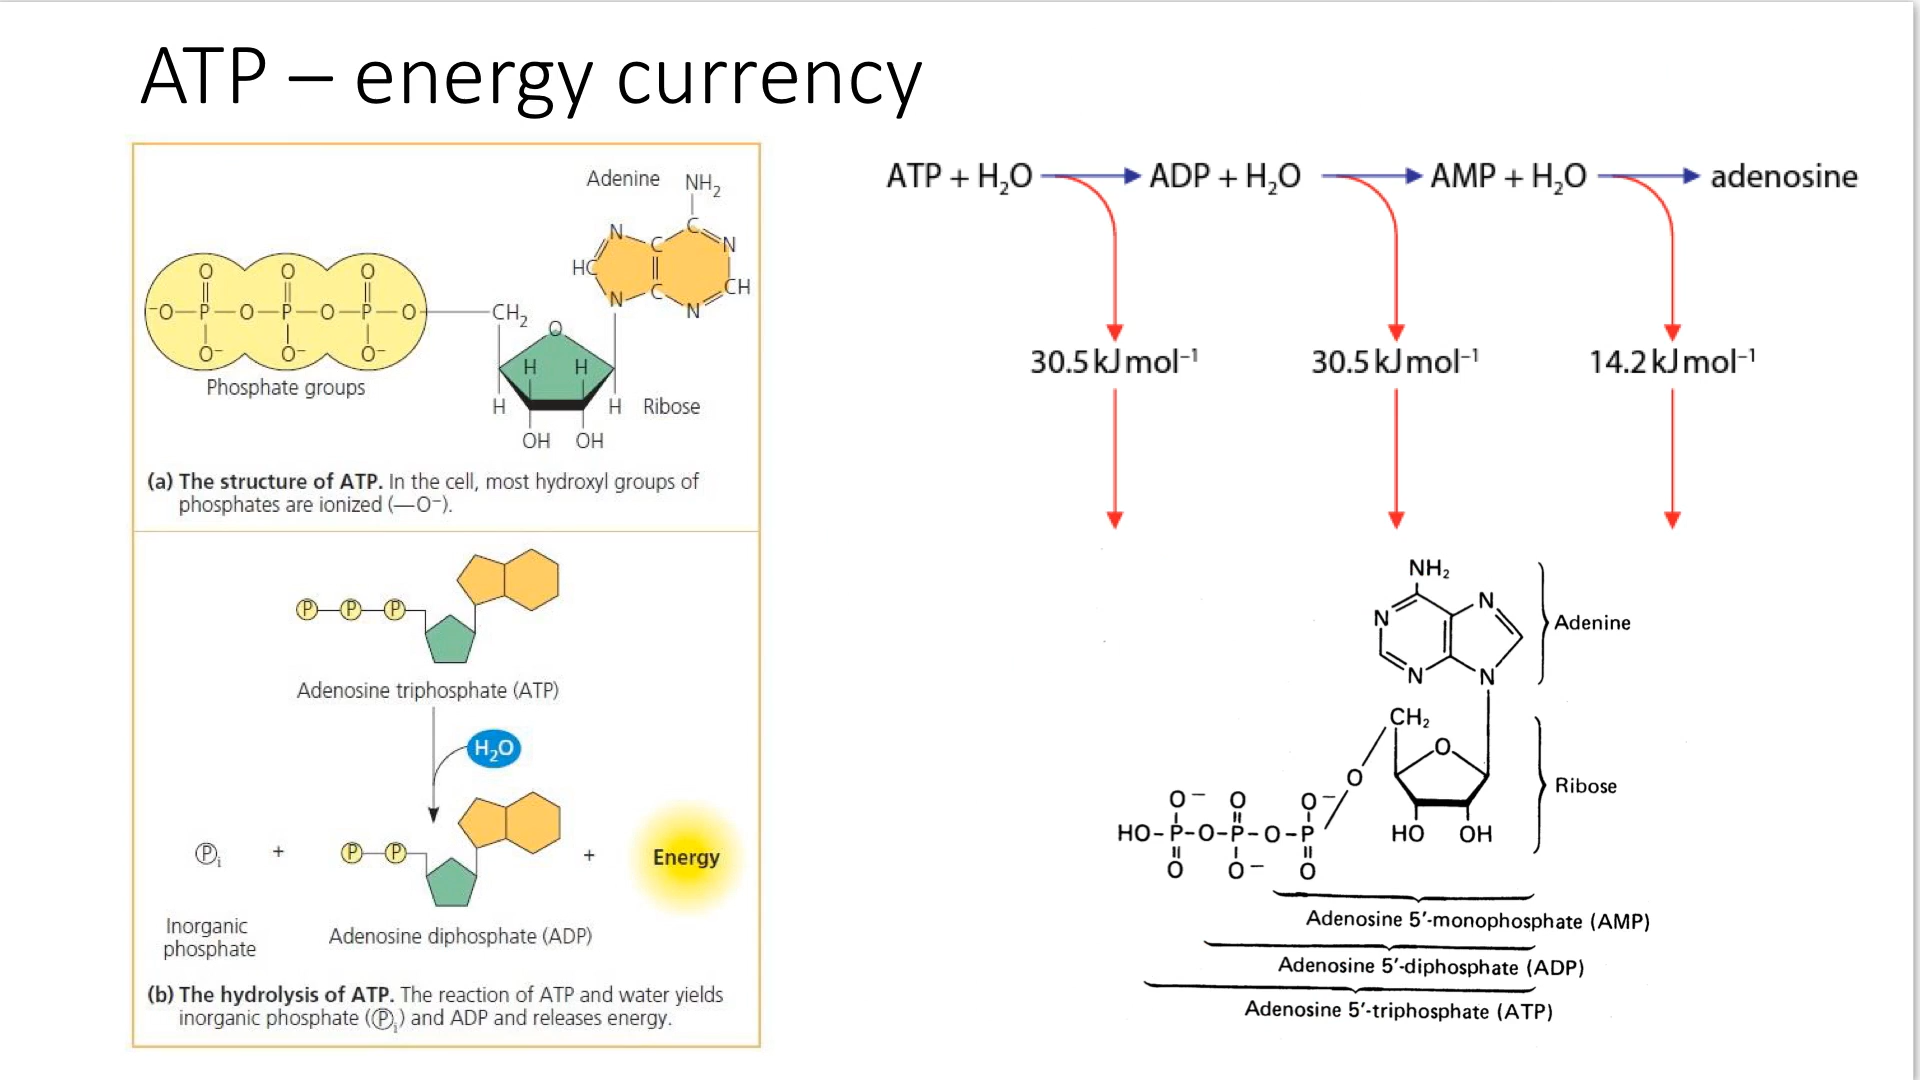 ATP – energy currency
Adenine
NH₂
N
C
N
C
HC
C
CH
N
N
O O O
⁻O—P—O—P—O—P—O
CH₂
O⁻ O⁻ O⁻
O
H H
Phosphate groups
H H
Ribose
OH OH
(a) The structure of ATP. In the cell, most hydroxyl groups of
phosphates are ionized (—O⁻).
P P P
Adenosine triphosphate (ATP)
H₂O
Pᵢ + P P + Energy
Inorganic
phosphate
Adenosine diphosphate (ADP)
(b) The hydrolysis of ATP. The reaction of ATP and water yields
inorganic phosphate (Pᵢ) and ADP and releases energy.
ATP + H₂O ADP + H₂O AMP + H₂O adenosine
30.5 kJ mol⁻¹ 30.5 kJ mol⁻¹ 14.2 kJ mol⁻¹
NH₂
N
N
Adenine
N
N
CH₂
O
O
Ribose
O⁻ O O⁻
HO-P-O-P-O-P
HO OH
O O⁻ O
Adenosine 5′-monophosphate (AMP)
Adenosine 5′-diphosphate (ADP)
Adenosine 5′-triphosphate (ATP)